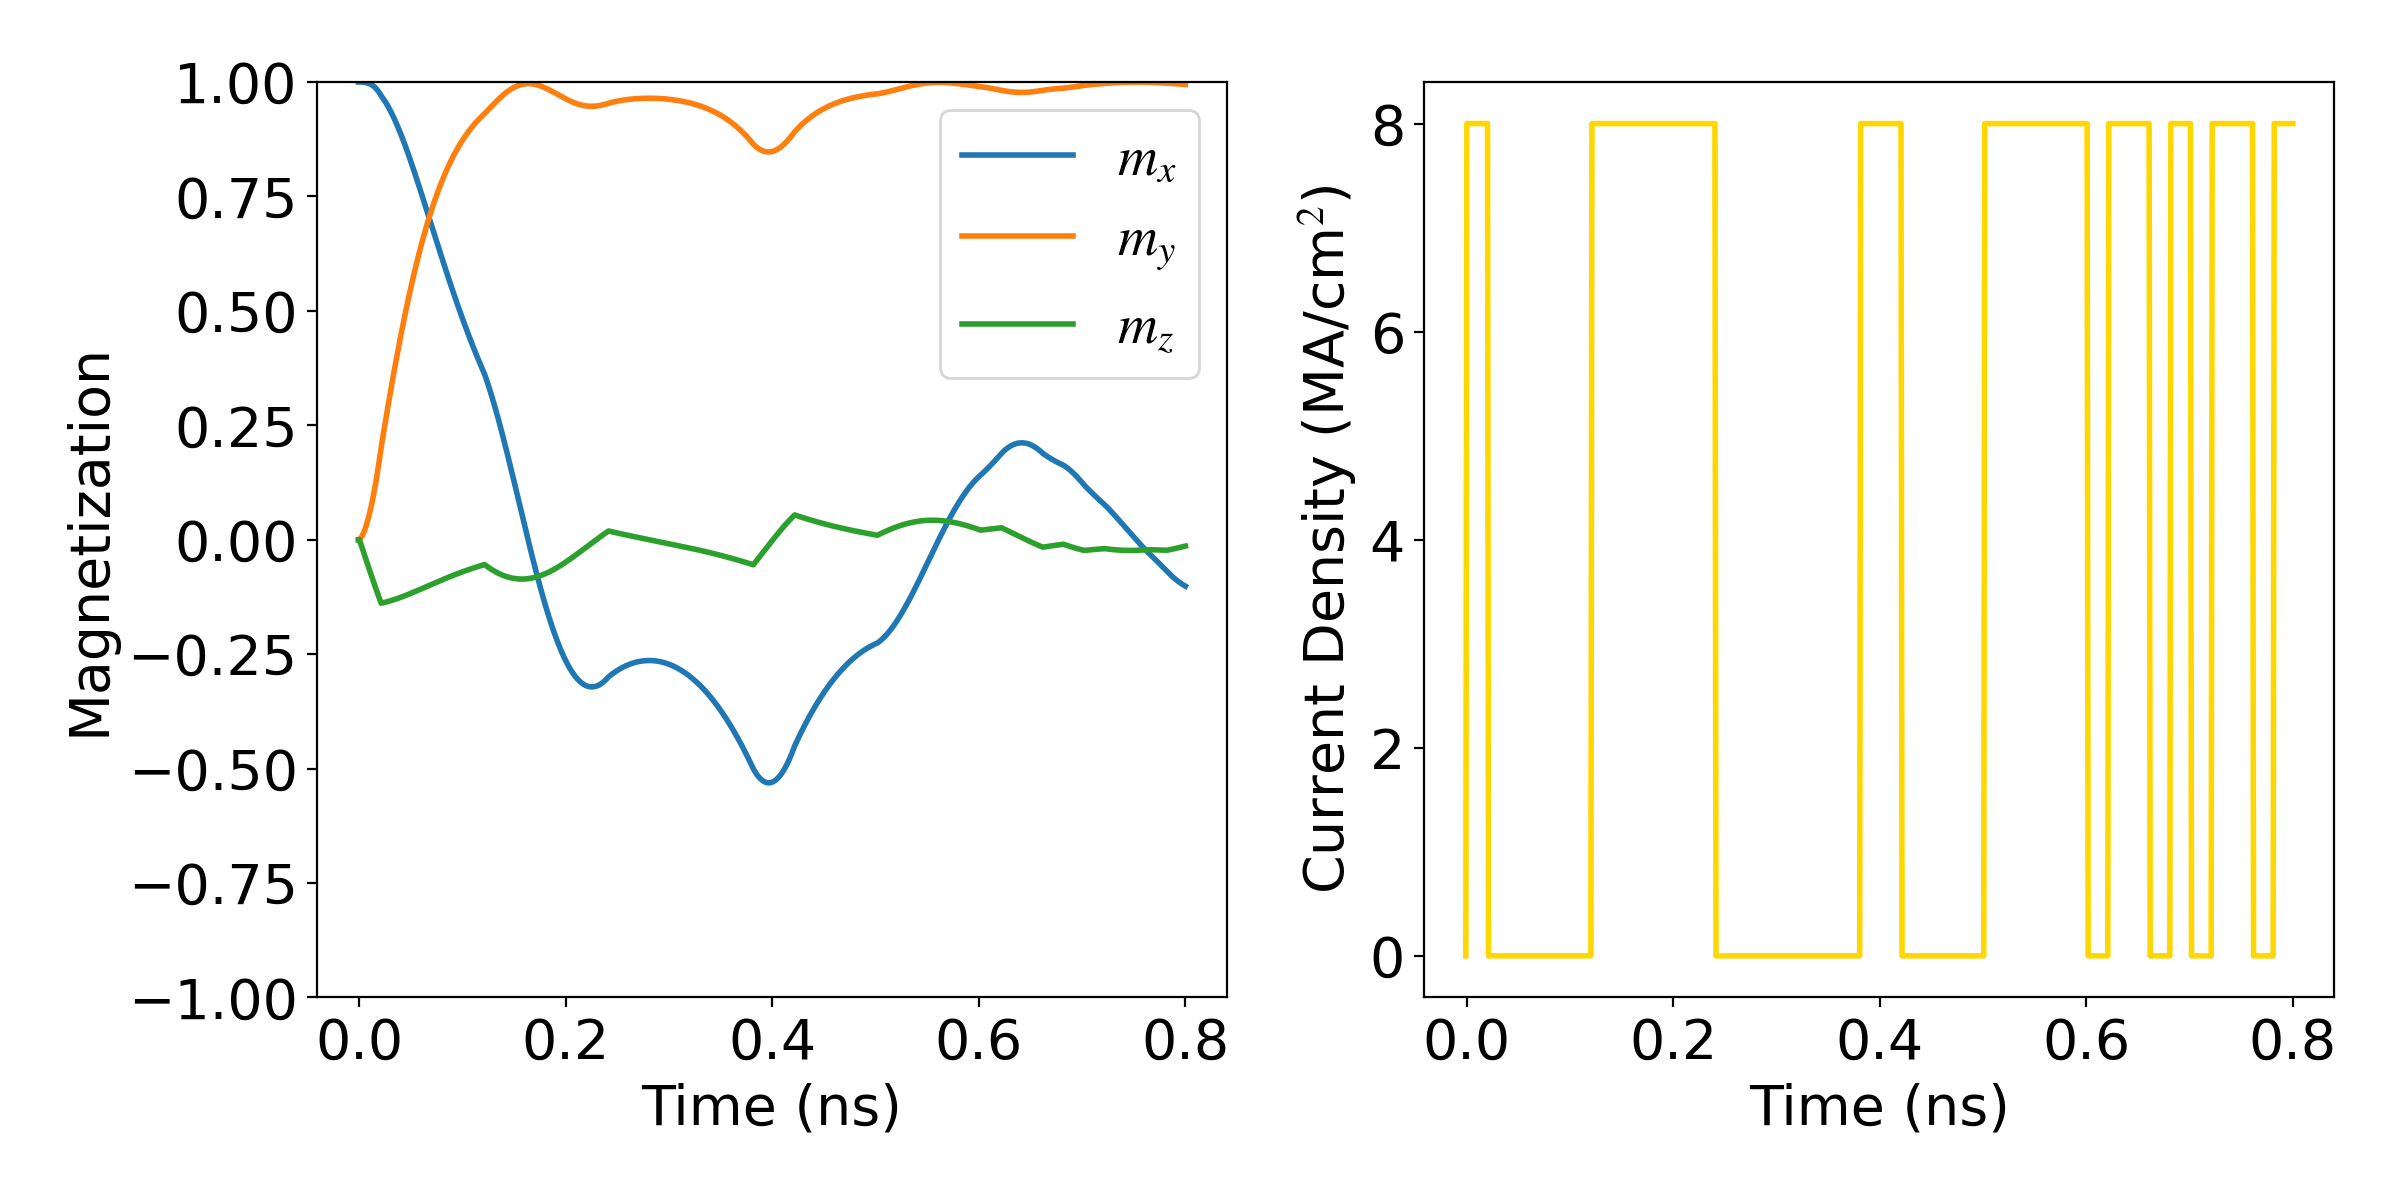 1.00
0.75
0.50
0.25
0.00
−0.25
−0.50
−0.75
−1.00
Magnetization
0.0 0.2 0.4 0.6 0.8
Time (ns)
m_x
m_y
m_z
8
6
4
2
0
Current Density (MA/cm²)
0.0 0.2 0.4 0.6 0.8
Time (ns)